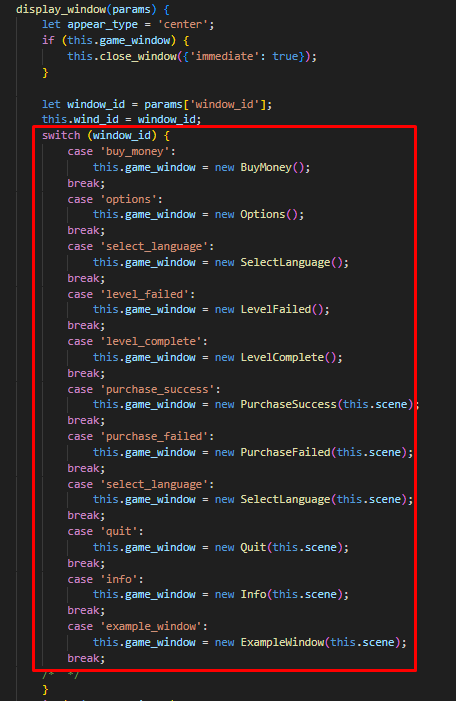 display_window(params) {
let appear_type = 'center';
if (this.game_window) {
this.close_window({'immediate': true});
}
let window_id = params['window_id'];
this.wind_id = window_id;
switch (window_id) {
case 'buy_money':
this.game_window = new BuyMoney();
break;
case 'options':
this.game_window = new Options();
break;
case 'select_language':
this.game_window = new SelectLanguage();
break;
case 'level_failed':
this.game_window = new LevelFailed();
break;
case 'level_complete':
this.game_window = new LevelComplete();
break;
case 'purchase_success':
this.game_window = new PurchaseSuccess(this.scene);
break;
case 'purchase_failed':
this.game_window = new PurchaseFailed(this.scene);
break;
case 'select_language':
this.game_window = new SelectLanguage(this.scene);
break;
case 'quit':
this.game_window = new Quit(this.scene);
break;
case 'info':
this.game_window = new Info(this.scene);
break;
case 'example_window':
this.game_window = new ExampleWindow(this.scene);
break;
/* */
}